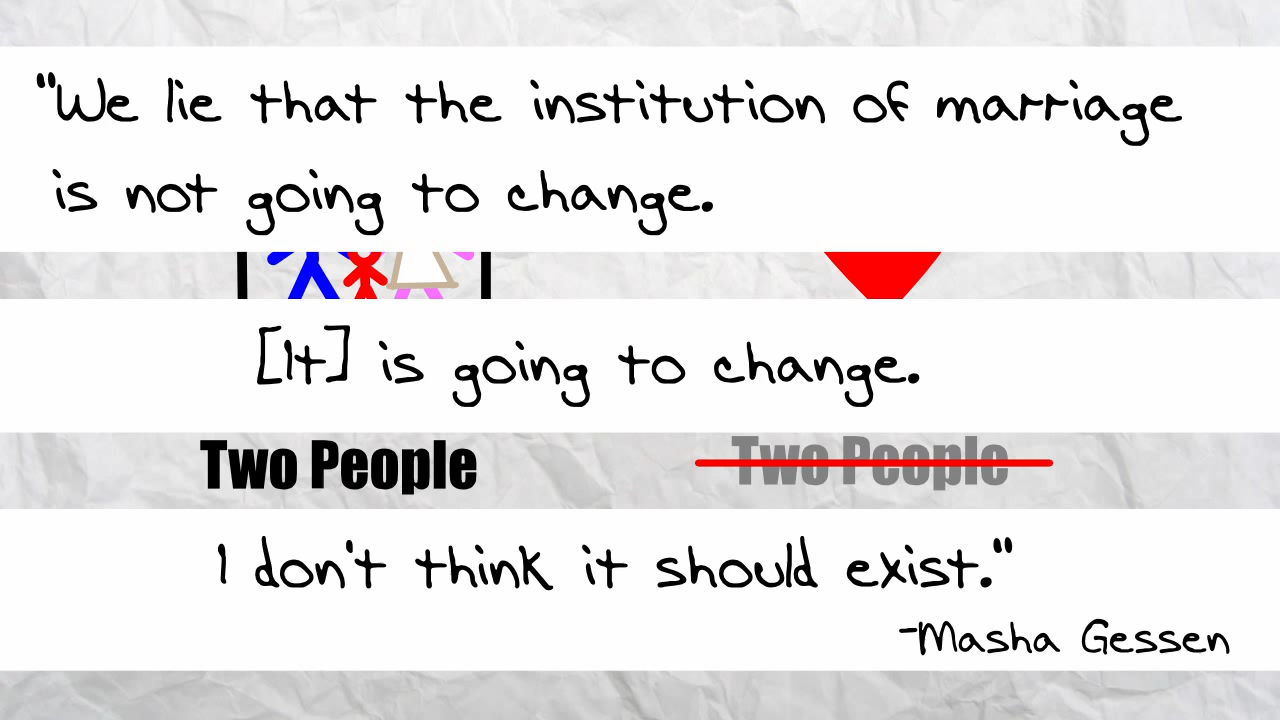 "We lie that the institution of marriage
is not going to change.
[It] is going to change.
Two People Two People
I don't think it should exist."
-Masha Gessen